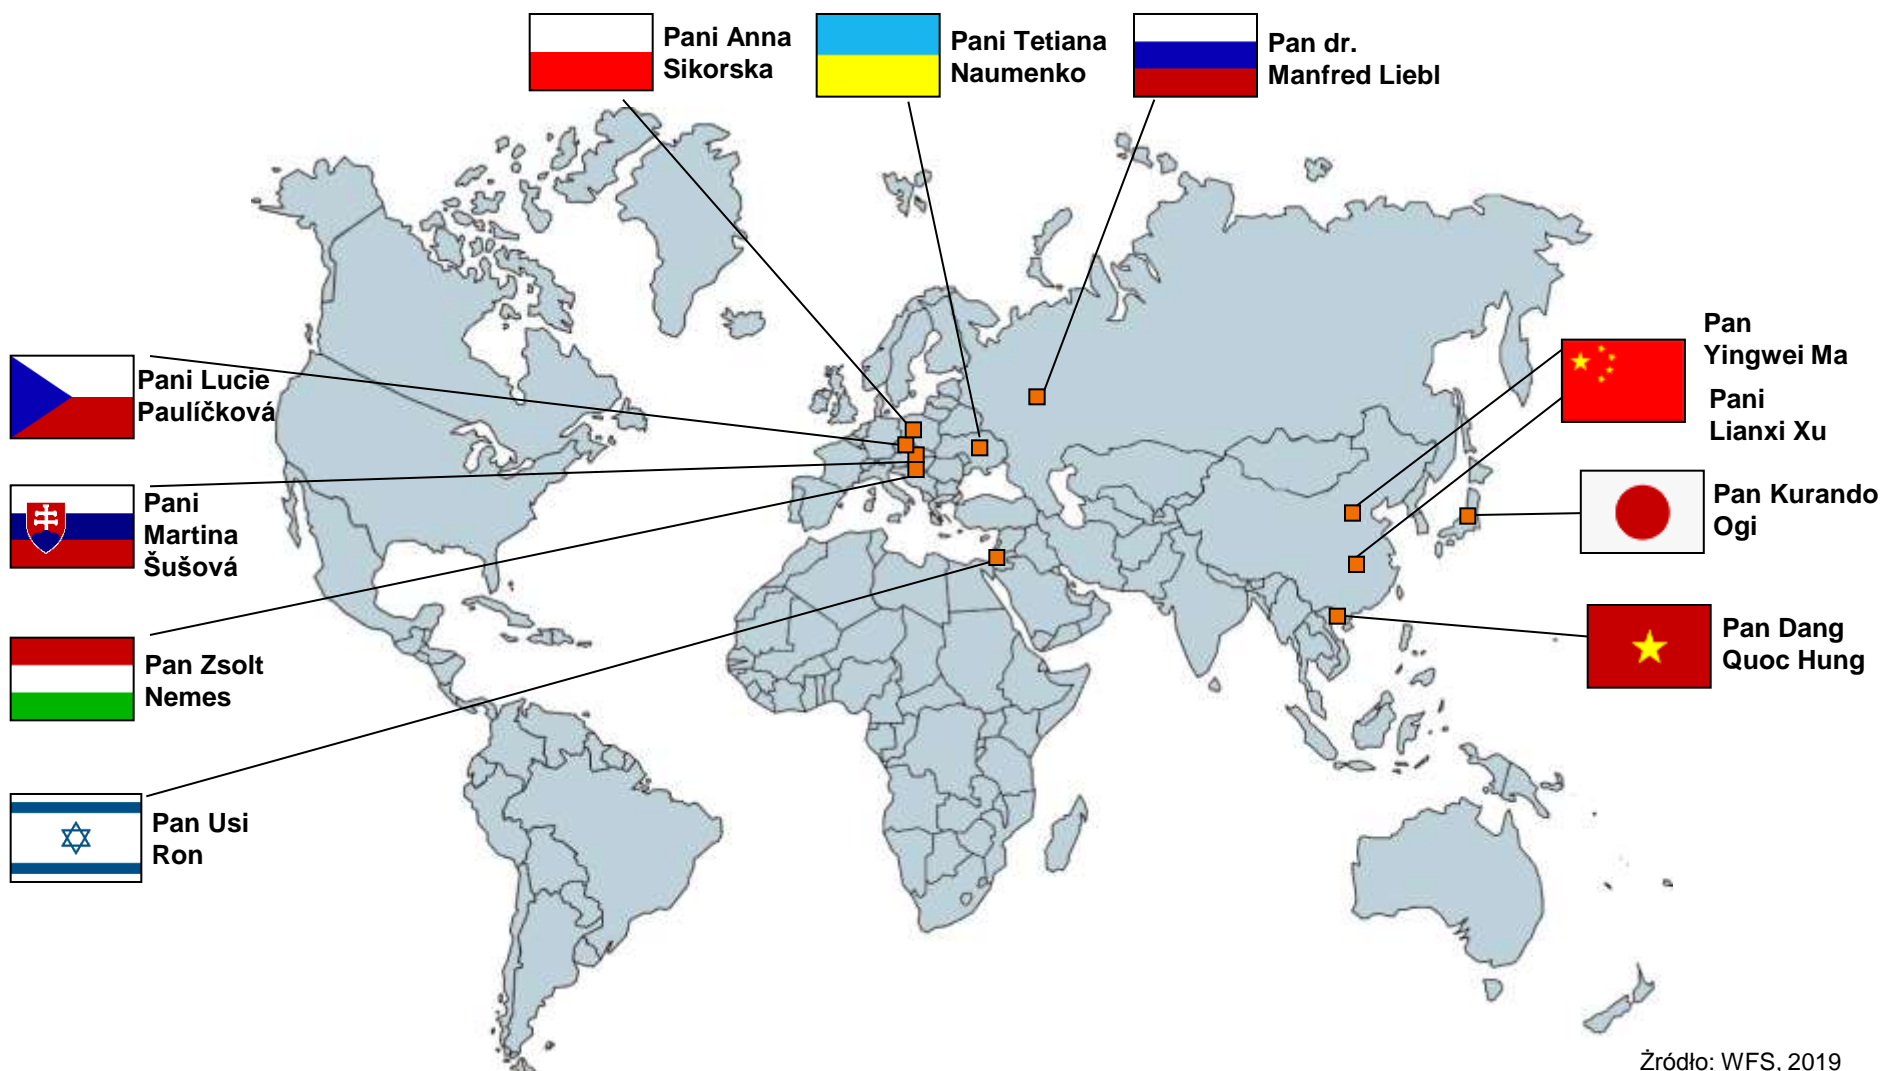 Pani Anna
Sikorska
Pani Tetiana
Naumenko
Pan dr.
Manfred Liebl
Pani Lucie
Paulíčková
Pani
Martina
Šušová
Pan Zsolt
Nemes
Pan Usi
Ron
Pan
Yingwei Ma
Pani
Lianxi Xu
Pan Kurando
Ogi
Pan Dang
Quoc Hung
Źródło: WFS, 2019